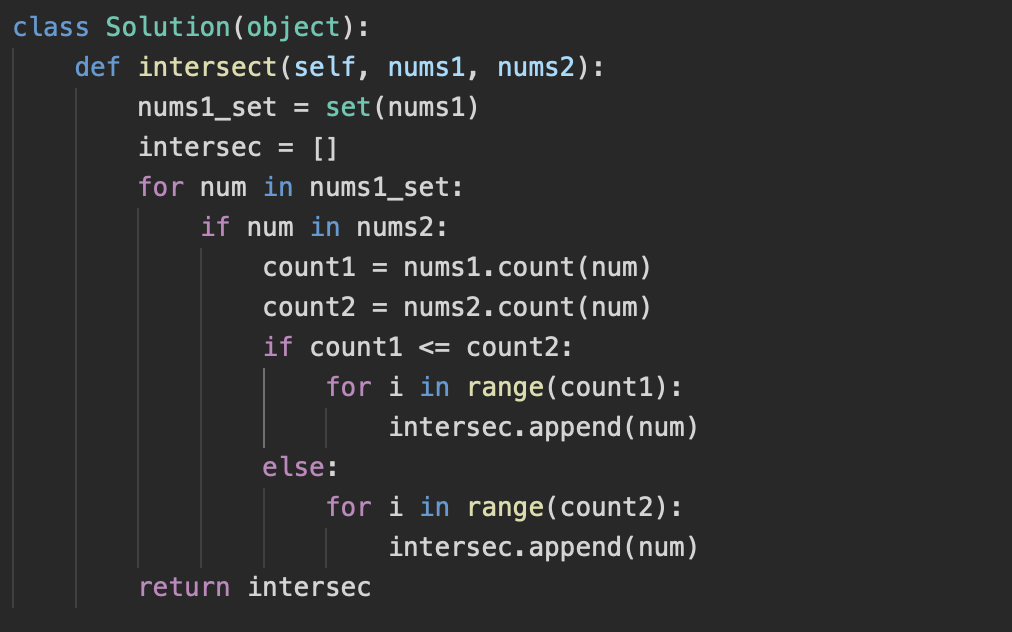 class Solution(object):
    def intersect(self, nums1, nums2):
        nums1_set = set(nums1)
        intersec = []
        for num in nums1_set:
            if num in nums2:
                count1 = nums1.count(num)
                count2 = nums2.count(num)
                if count1 <= count2:
                    for i in range(count1):
                        intersec.append(num)
                else:
                    for i in range(count2):
                        intersec.append(num)
        return intersec